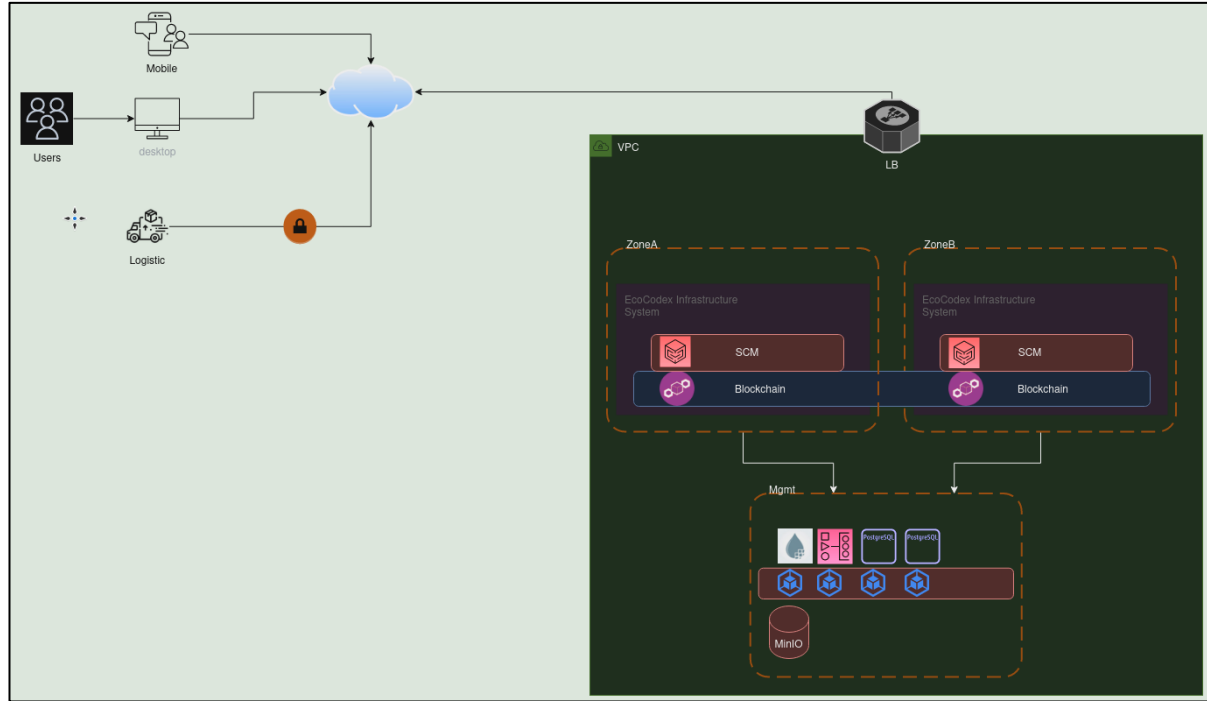 Mobile
Users
desktop
Logistic
LB
VPC
ZoneA
ZoneB
EcoCodex Infrastructure
System
EcoCodex Infrastructure
System
SCM
SCM
Blockchain
Blockchain
Mgmt
PostgreSQL
PostgreSQL
MinIO